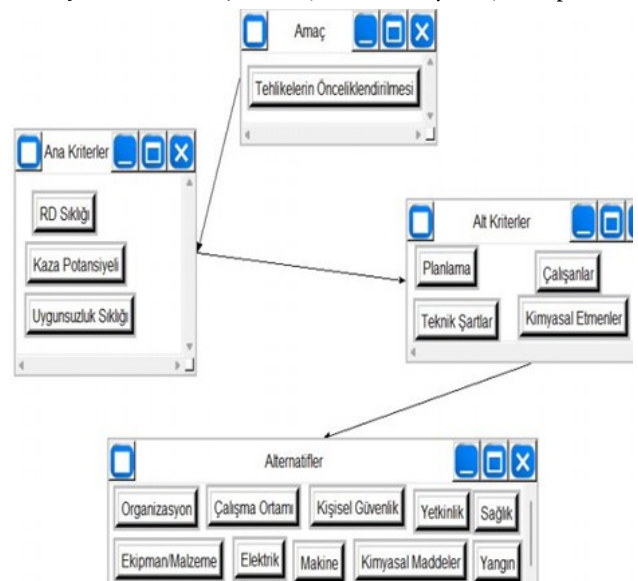 Amaç
Tehlikelerin Önceliklendirilmesi
Ana Kriterler
RD Sıklığı
Kaza Potansiyeli
Uygunsuzluk Sıklığı
Alt Kriterler
Planlama
Çalışanlar
Teknik Şartlar
Kimyasal Etmenler
Alternatifler
Organizasyon
Çalışma Ortamı
Kişisel Güvenlik
Yetkinlik
Sağlık
Ekipman/Malzeme
Elektrik
Makine
Kimyasal Maddeler
Yangın